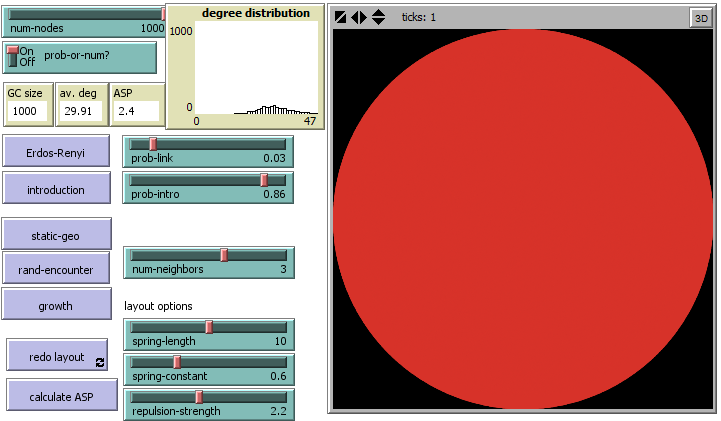 num-nodes 1000
On
Off
prob-or-num?
GC size
1000
av. deg
29.91
ASP
2.4
degree distribution
1000
0
0 47
ticks: 1
3D
Erdos-Renyi
prob-link 0.03
introduction
prob-intro 0.86
static-geo
rand-encounter
num-neighbors 3
growth
layout options
spring-length 10
redo layout
spring-constant 0.6
calculate ASP
repulsion-strength 2.2